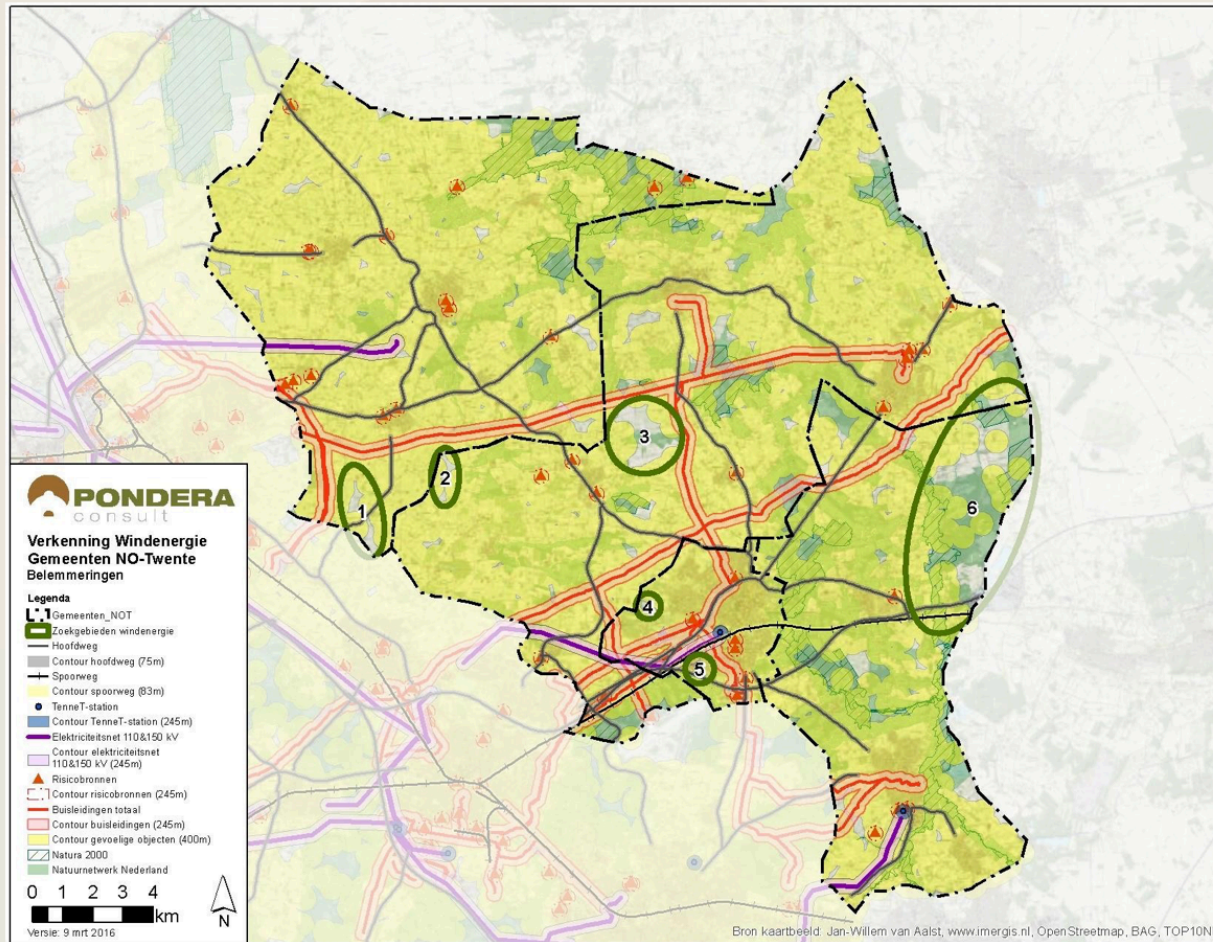 1
2
3
4
5
6
PONDERA
consult
Verkenning Windenergie
Gemeenten NO-Twente
Belemmeringen
Legenda
Gemeenten_NOT
Zoekgebieden windenergie
Hoofdweg
Contour hoofdweg (75m)
Spoorweg
Contour spoorweg (83m)
TenneT-station
Contour TenneT-station (245m)
Elektriciteitsnet 110&150 kV
Contour elektriciteitsnet
110&150 kV (245m)
Risicobronnen
Contour risicobronnen (245m)
Buisleidingen totaal
Contour buisleidingen (245m)
Contour gevoelige objecten (400m)
Natura 2000
Natuurnetwerk Nederland
0 1 2 3 4
km
N
Versie: 9 mrt 2016
Bron kaartbeeld: Jan-Willem van Aalst, www.imergis.nl, OpenStreetmap, BAG, TOP10N